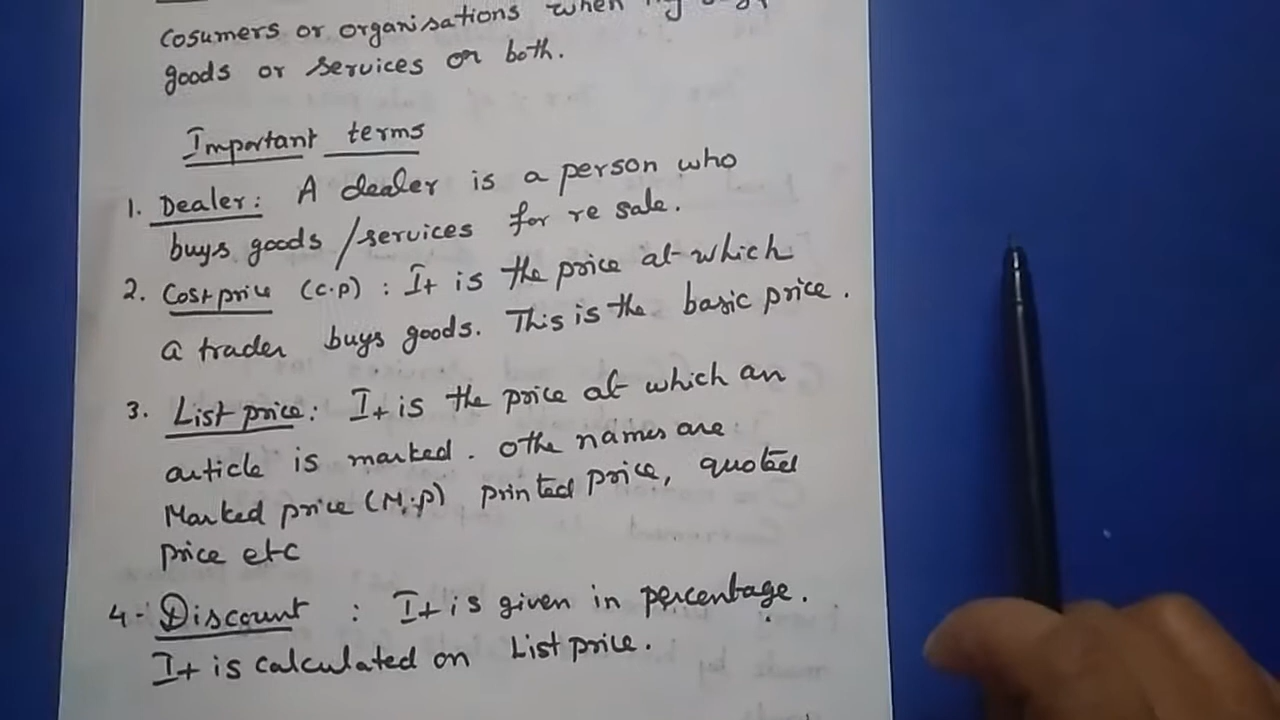 cosumers or organisations when
goods or services or both.
Important terms
1. Dealer: A dealer is a person who
buys goods /services for re sale.
2. Cost price (C.P) : It is the price at which
a trader buys goods. This is the basic price.
3. List price: It is the price at which an
article is marked. Othe names are
Marked price (M.P) printed price, quoted
price etc
4- Discount : It is given in percentage.
It is calculated on List price.